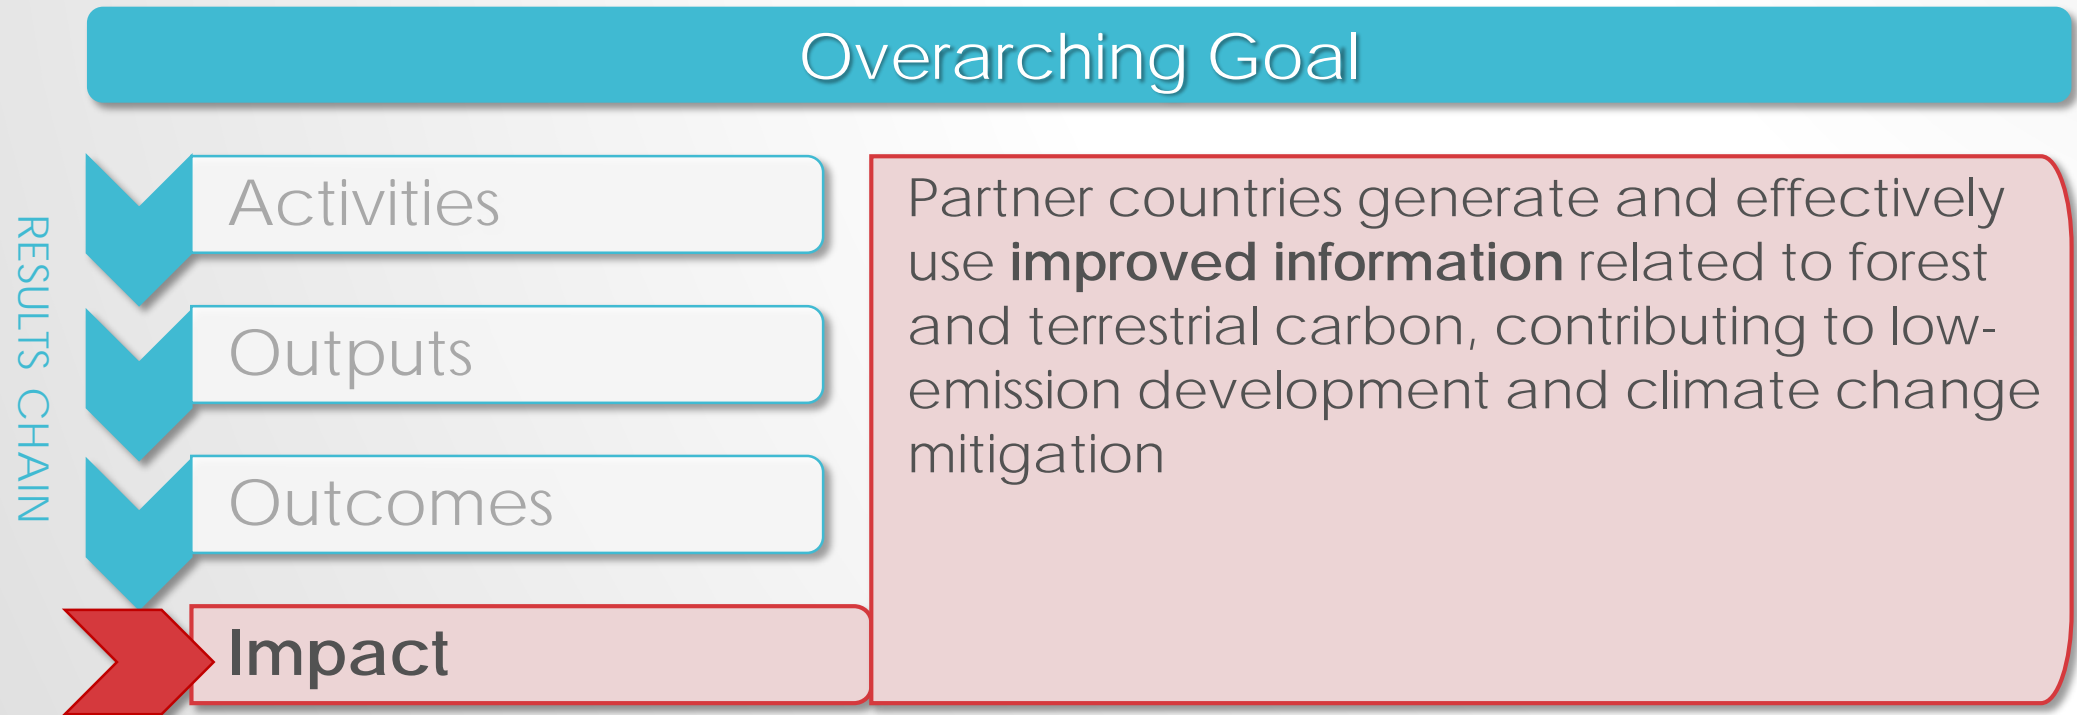 Overarching Goal
RESULTS CHAIN
Activities
Outputs
Outcomes
Impact
Partner countries generate and effectively
use improved information related to forest
and terrestrial carbon, contributing to low-
emission development and climate change
mitigation